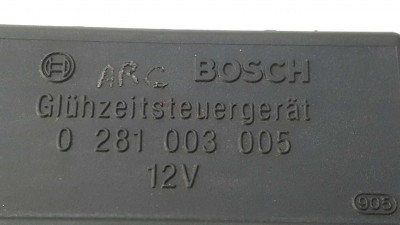 ARC BOSCH
Glühzeitsteuergerät
0 281 003 005
12V
905